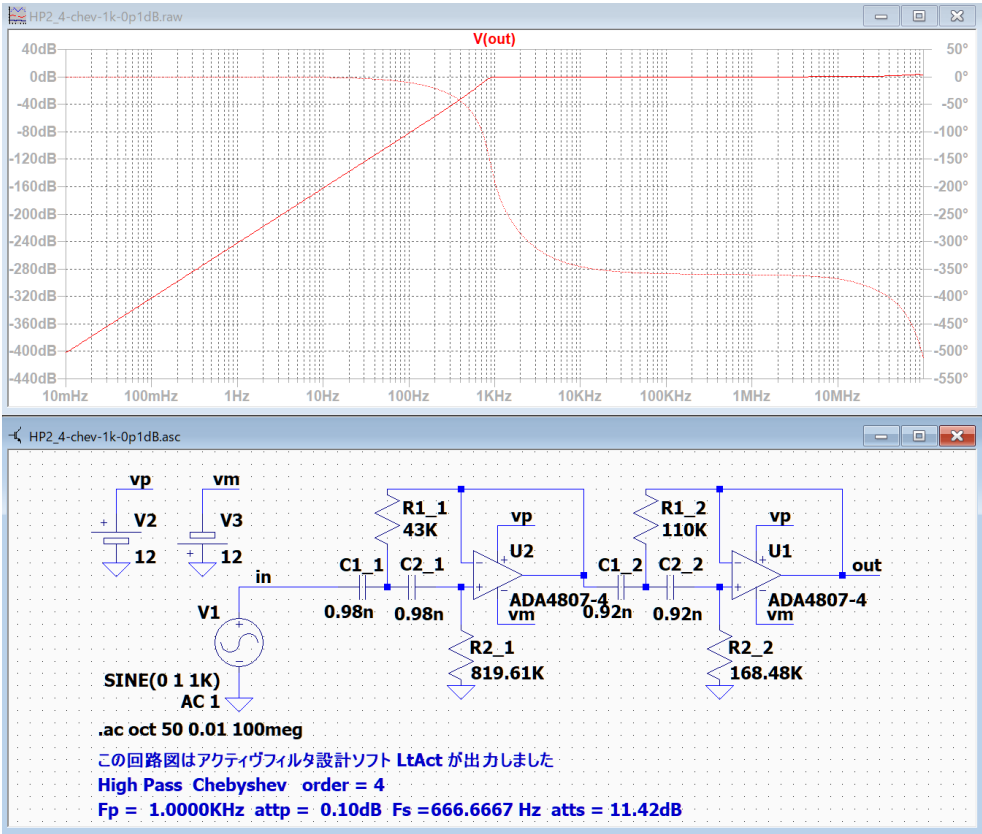 HP2_4-chev-1k-0p1dB.raw
V(out)
40dB
0dB
-40dB
-80dB
-120dB
-160dB
-200dB
-240dB
-280dB
-320dB
-360dB
-400dB
-440dB
50°
0°
-50°
-100°
-150°
-200°
-250°
-300°
-350°
-400°
-450°
-500°
-550°
10mHz 100mHz 1Hz 10Hz 100Hz 1KHz 10KHz 100KHz 1MHz 10MHz
HP2_4-chev-1k-0p1dB.asc
vp
V2
12
vm
V3
12
in
V1
SINE(0 1 1K)
AC 1
R1_1
43K
C1_1
0.98n
C2_1
0.98n
vp
U2
ADA4807-4
vm
R2_1
819.61K
R1_2
110K
C1_2
0.92n
C2_2
0.92n
vp
U1
ADA4807-4
vm
out
R2_2
168.48K
.ac oct 50 0.01 100meg
この回路図はアクティヴフィルタ設計ソフト LtAct が出力しました
High Pass Chebyshev order = 4
Fp = 1.0000KHz attp = 0.10dB Fs =666.6667 Hz atts = 11.42dB